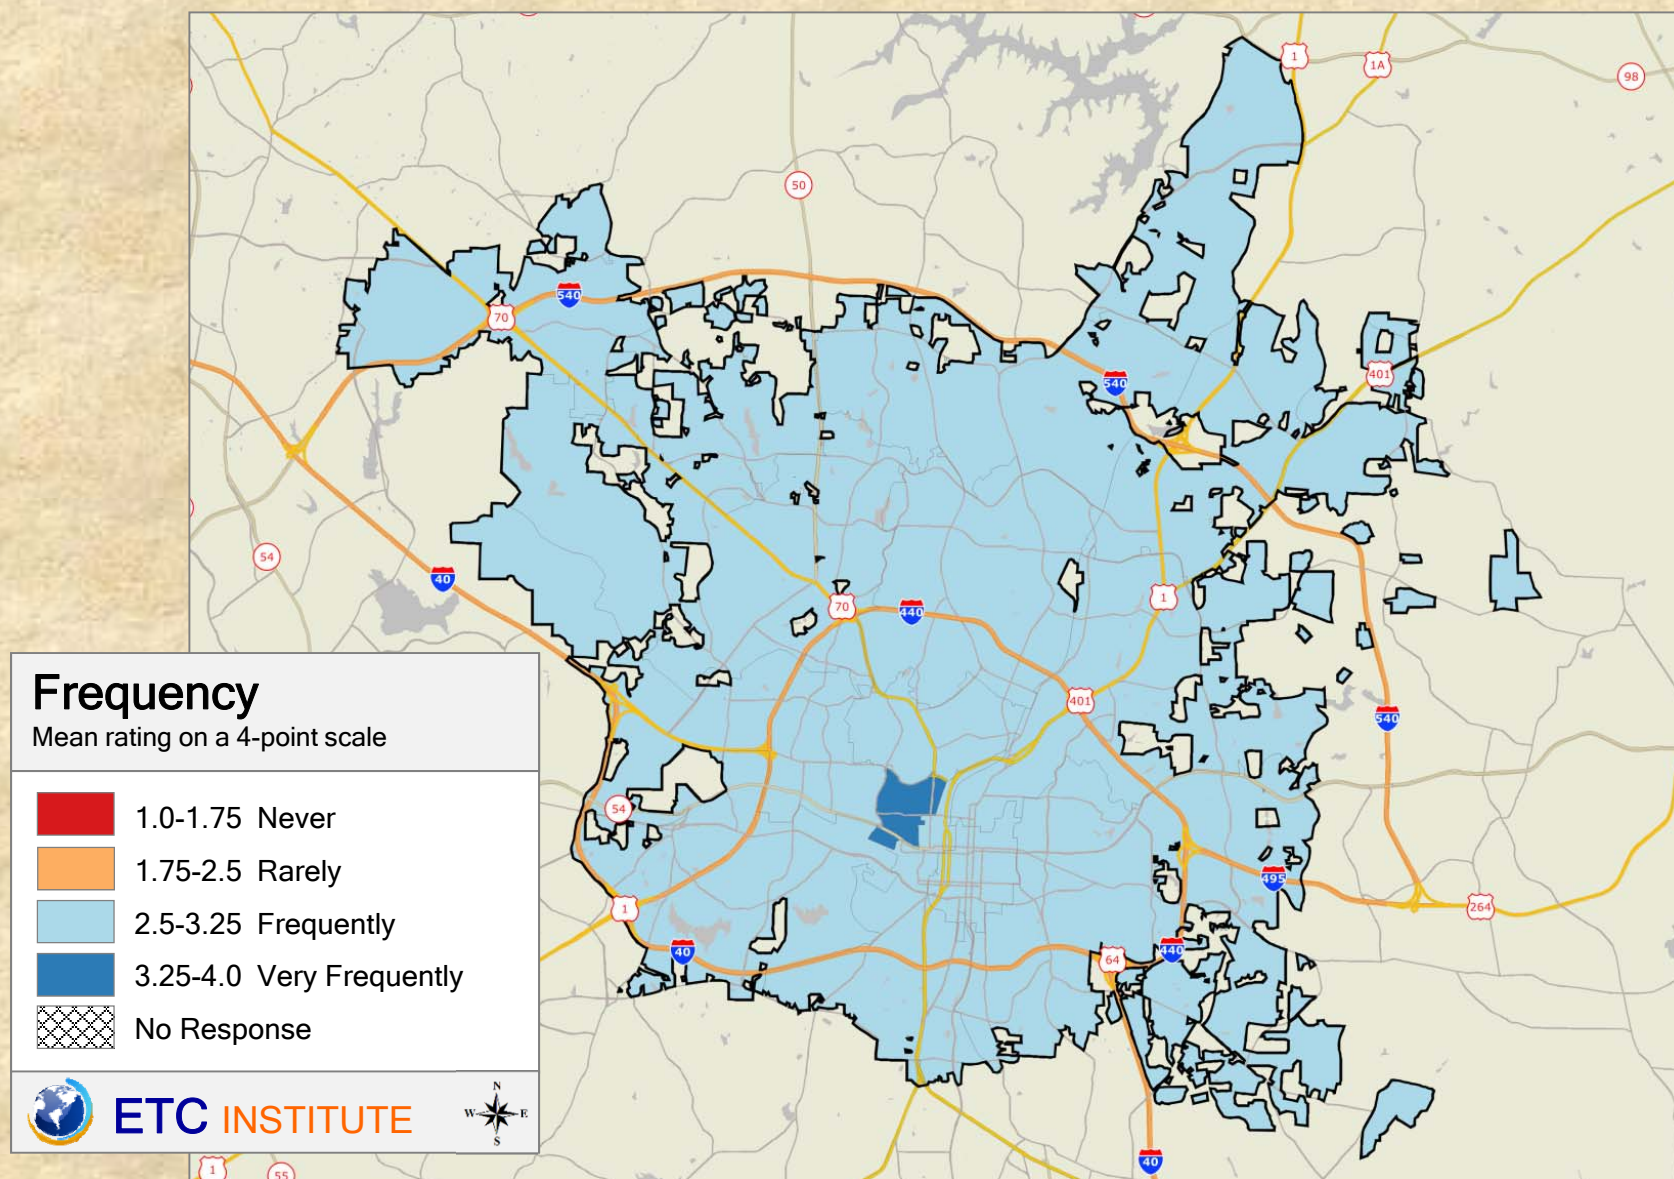 1
1A
98
50
540
70
401
540
54
40
70
440
1
401
540
Frequency
Mean rating on a 4-point scale
1.0-1.75 Never
1.75-2.5 Rarely
2.5-3.25 Frequently
3.25-4.0 Very Frequently
No Response
ETC INSTITUTE
N
W E
S
54
495
1
264
40
440
64
40
1
55